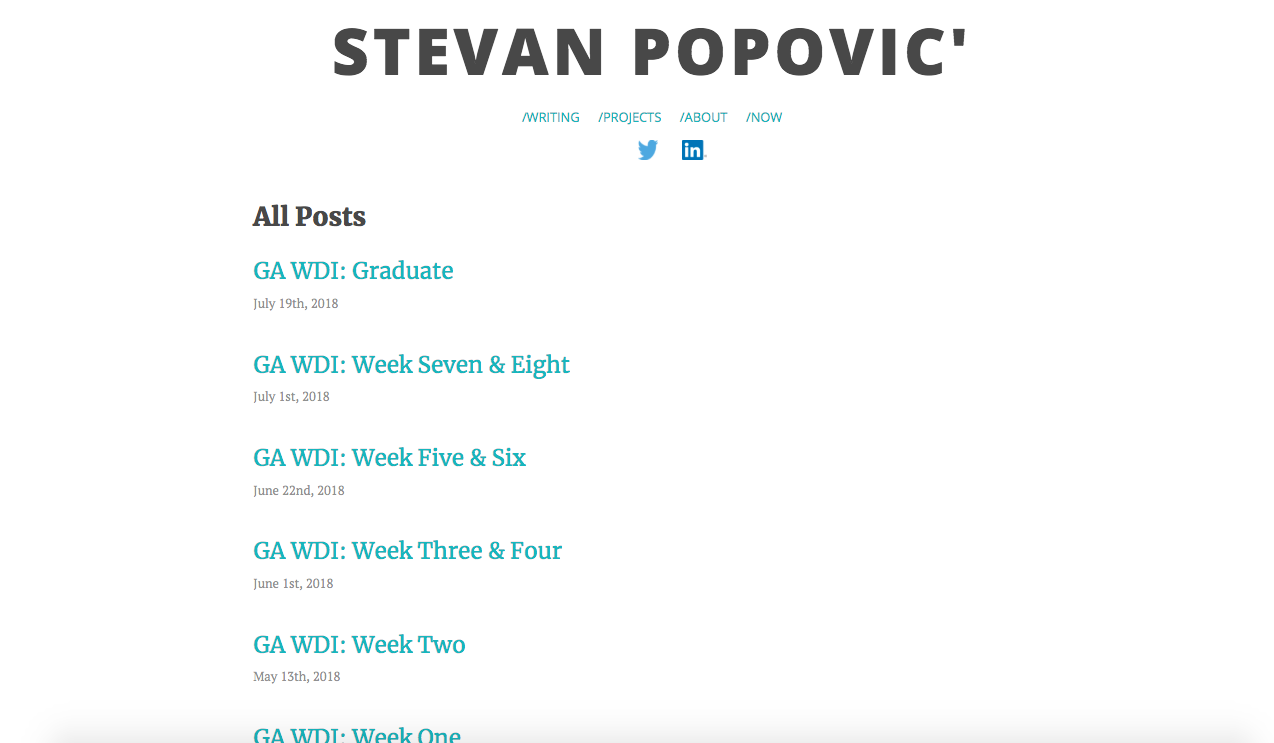 STEVAN POPOVIC'
/WRITING /PROJECTS /ABOUT /NOW
in
All Posts
GA WDI: Graduate
July 19th, 2018
GA WDI: Week Seven & Eight
July 1st, 2018
GA WDI: Week Five & Six
June 22nd, 2018
GA WDI: Week Three & Four
June 1st, 2018
GA WDI: Week Two
May 13th, 2018
GA WDI: Week One